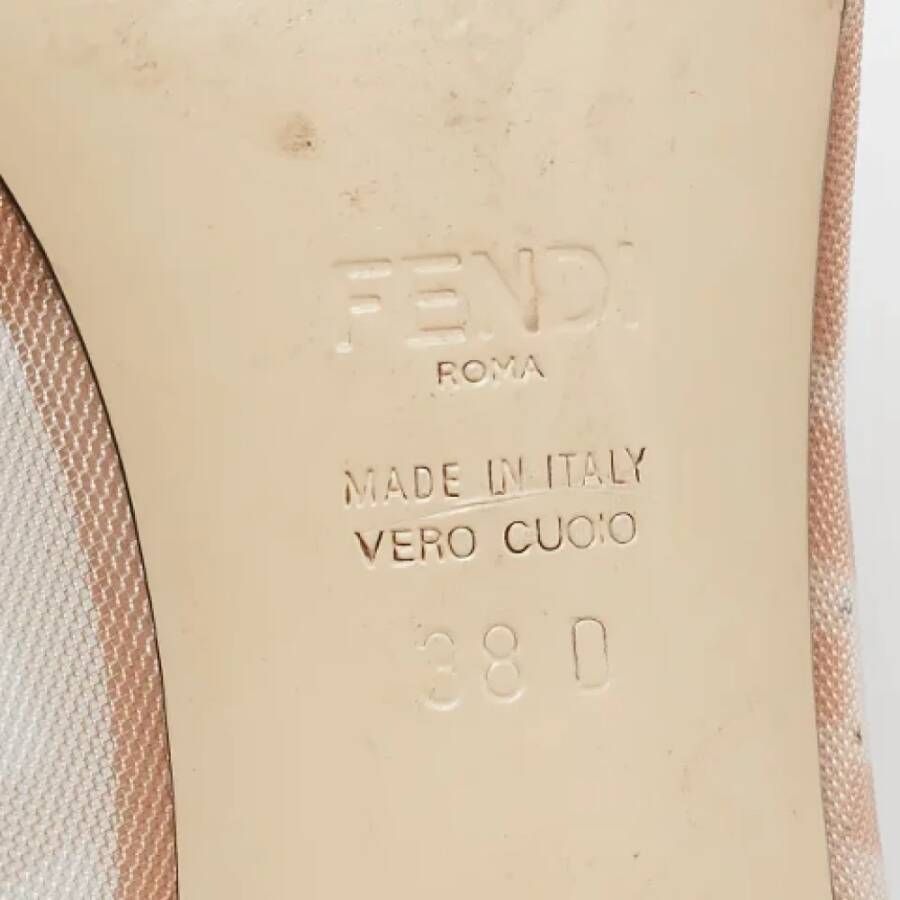 FENDI
ROMA
MADE IN ITALY
VERO CUOIO
38 D